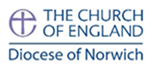 THE CHURCH
OF ENGLAND
Diocese of Norwich